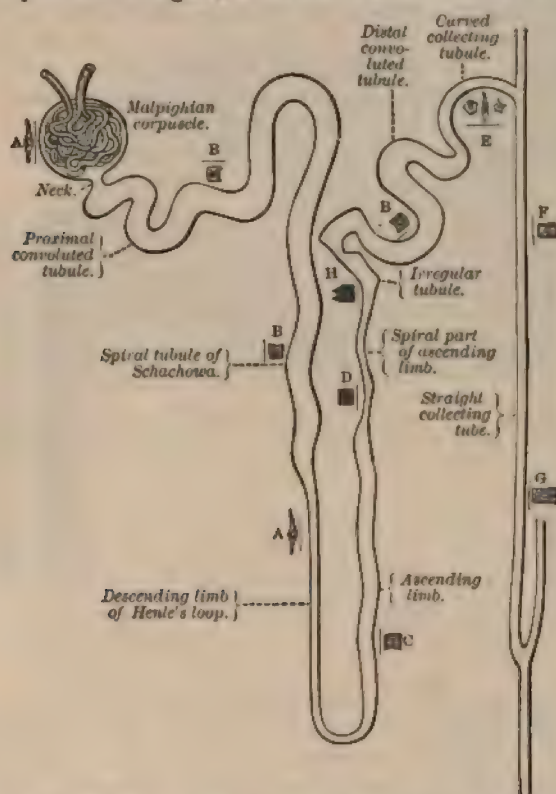 Curved
collecting
tubule.
Distal
convo-
luted
tubule.
Malpighian
corpuscle.
A
B
E
Neck.
B
F
Proximal
convoluted
tubule.
H
Irregular
tubule.
B
Spiral tubule of
Schachowa.
Spiral part
of ascending
limb.
D
Straight
collecting
tube.
G
A
Descending limb
of Henle's loop.
Ascending
limb.
C